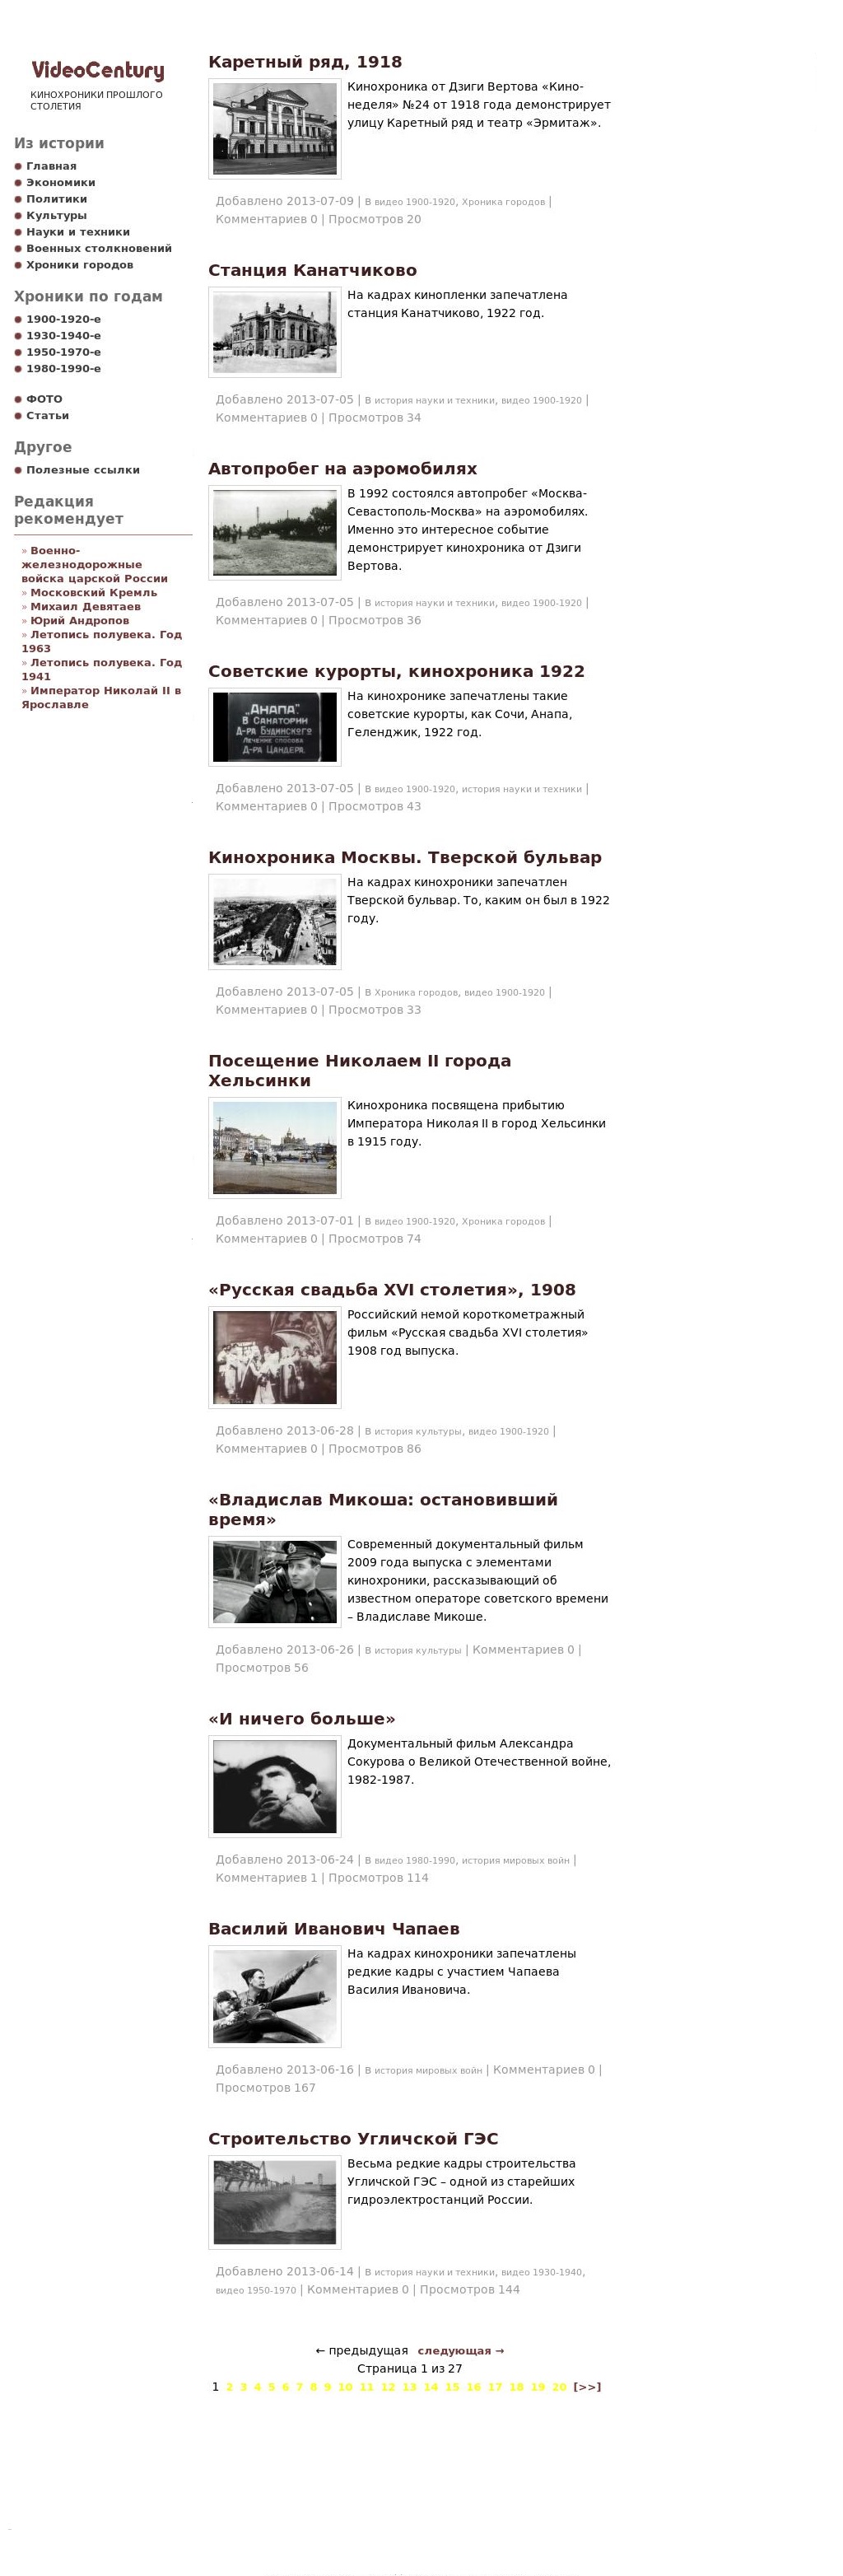 VideoCentury
КИНОХРОНИКИ ПРОШЛОГО
СТОЛЕТИЯ
Из истории
Главная
Экономики
Политики
Культуры
Науки и техники
Военных столкновений
Хроники городов
Хроники по годам
1900-1920-е
1930-1940-е
1950-1970-е
1980-1990-е
ФОТО
Статьи
Другое
Полезные ссылки
Редакция
рекомендует
» Военно-
железнодорожные
войска царской России
» Московский Кремль
» Михаил Девятаев
» Юрий Андропов
» Летопись полувека. Год
1963
» Летопись полувека. Год
1941
» Император Николай II в
Ярославле
Каретный ряд, 1918
Кинохроника от Дзиги Вертова «Кино-
неделя» №24 от 1918 года демонстрирует
улицу Каретный ряд и театр «Эрмитаж».
Добавлено 2013-07-09 | В видео 1900-1920, Хроника городов |
Комментариев 0 | Просмотров 20
Станция Канатчиково
На кадрах кинопленки запечатлена
станция Канатчиково, 1922 год.
Добавлено 2013-07-05 | В история науки и техники, видео 1900-1920 |
Комментариев 0 | Просмотров 34
Автопробег на аэромобилях
В 1992 состоялся автопробег «Москва-
Севастополь-Москва» на аэромобилях.
Именно это интересное событие
демонстрирует кинохроника от Дзиги
Вертова.
Добавлено 2013-07-05 | В история науки и техники, видео 1900-1920 |
Комментариев 0 | Просмотров 36
Советские курорты, кинохроника 1922
„АНАПА”.
В САНАТОРИИ
Д-РА БУДИНСКОГО
ЛЕЧЕНИЕ СПОСОБА
Д-РА ЦАНДЕРА.
На кинохронике запечатлены такие
советские курорты, как Сочи, Анапа,
Геленджик, 1922 год.
Добавлено 2013-07-05 | В видео 1900-1920, история науки и техники |
Комментариев 0 | Просмотров 43
Кинохроника Москвы. Тверской бульвар
На кадрах кинохроники запечатлен
Тверской бульвар. То, каким он был в 1922
году.
Добавлено 2013-07-05 | В Хроника городов, видео 1900-1920 |
Комментариев 0 | Просмотров 33
Посещение Николаем II города
Хельсинки
Кинохроника посвящена прибытию
Императора Николая II в город Хельсинки
в 1915 году.
Добавлено 2013-07-01 | В видео 1900-1920, Хроника городов |
Комментариев 0 | Просмотров 74
«Русская свадьба XVI столетия», 1908
Российский немой короткометражный
фильм «Русская свадьба XVI столетия»
1908 год выпуска.
Добавлено 2013-06-28 | В история культуры, видео 1900-1920 |
Комментариев 0 | Просмотров 86
«Владислав Микоша: остановивший
время»
Современный документальный фильм
2009 года выпуска с элементами
кинохроники, рассказывающий об
известном операторе советского времени
– Владиславе Микоше.
Добавлено 2013-06-26 | В история культуры | Комментариев 0 |
Просмотров 56
«И ничего больше»
Документальный фильм Александра
Сокурова о Великой Отечественной войне,
1982-1987.
Добавлено 2013-06-24 | В видео 1980-1990, история мировых войн |
Комментариев 1 | Просмотров 114
Василий Иванович Чапаев
На кадрах кинохроники запечатлены
редкие кадры с участием Чапаева
Василия Ивановича.
Добавлено 2013-06-16 | В история мировых войн | Комментариев 0 |
Просмотров 167
Строительство Угличской ГЭС
Весьма редкие кадры строительства
Угличской ГЭС – одной из старейших
гидроэлектростанций России.
Добавлено 2013-06-14 | В история науки и техники, видео 1930-1940,
видео 1950-1970 | Комментариев 0 | Просмотров 144
← предыдущая следующая →
Страница 1 из 27
1 2 3 4 5 6 7 8 9 10 11 12 13 14 15 16 17 18 19 20 [>>]